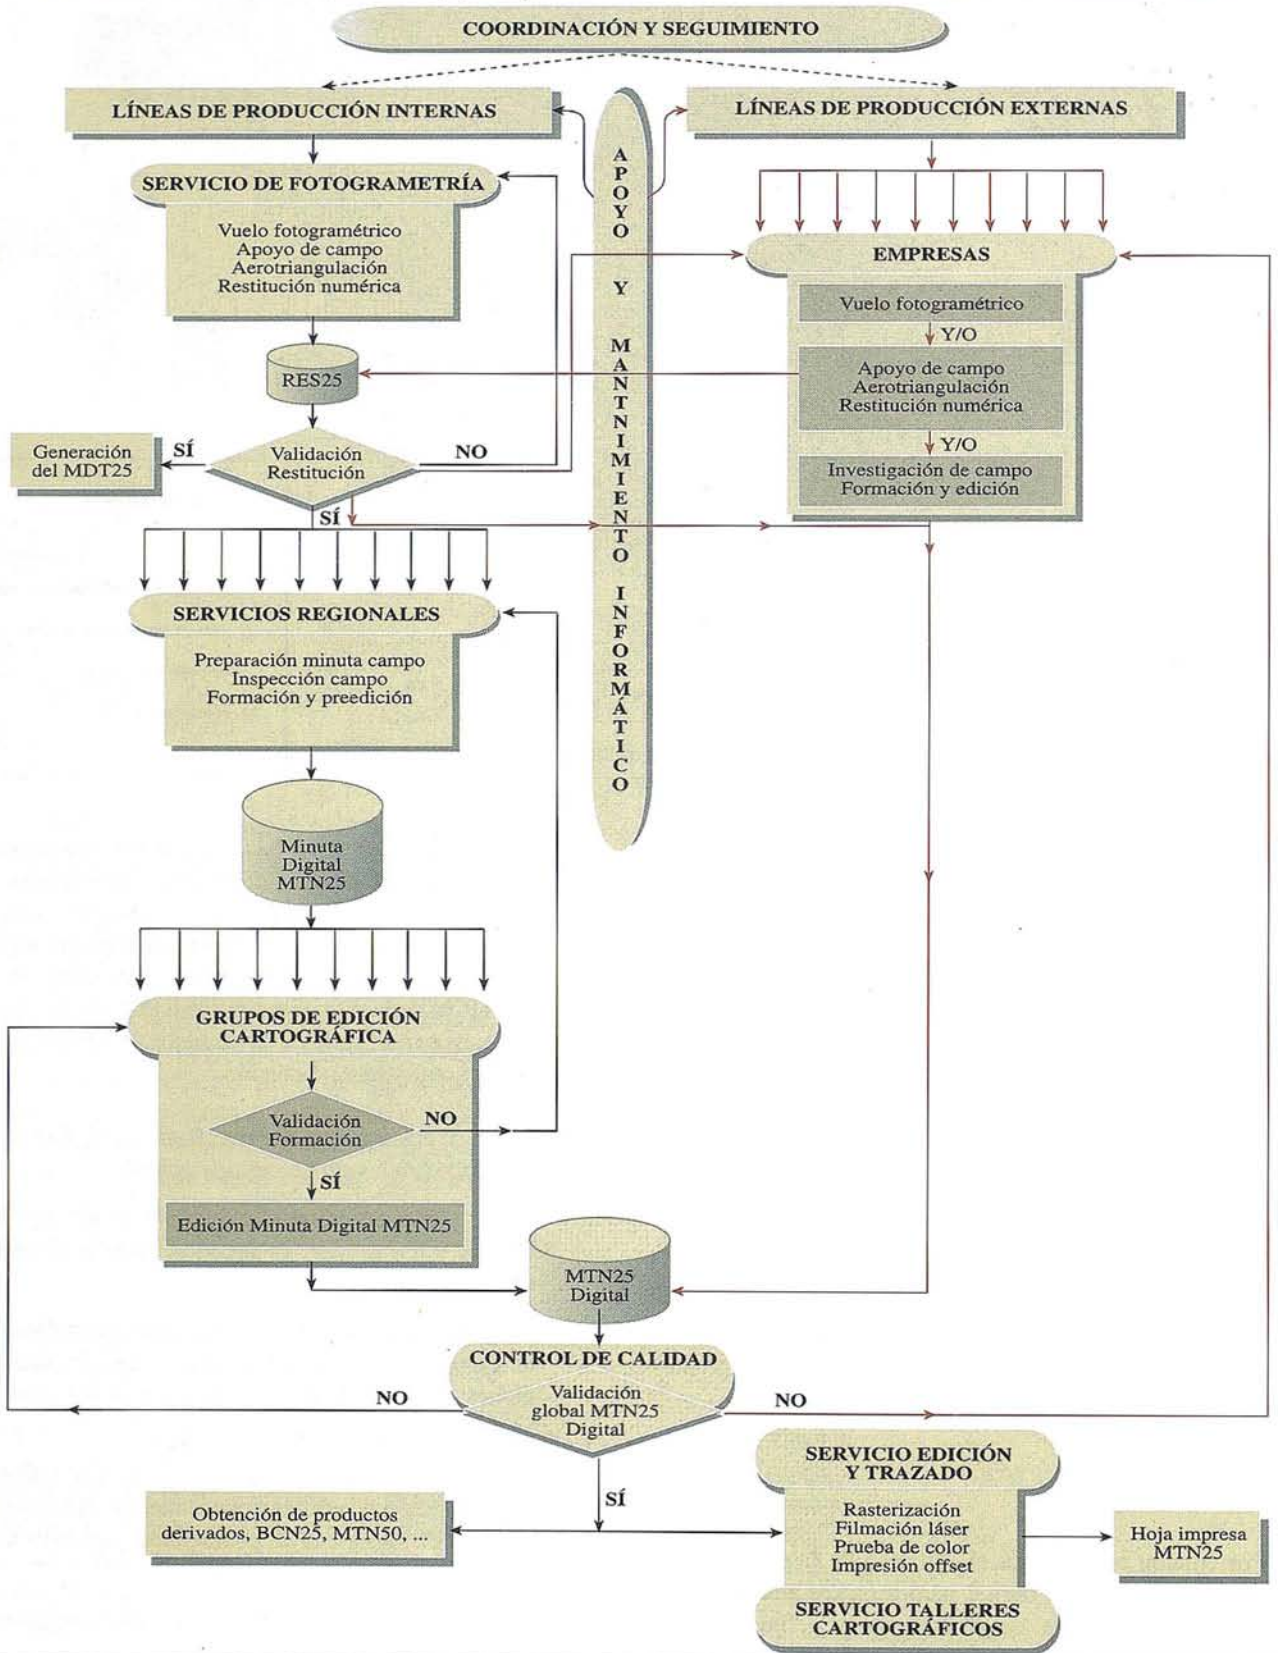 COORDINACIÓN Y SEGUIMIENTO
LÍNEAS DE PRODUCCIÓN INTERNAS
LÍNEAS DE PRODUCCIÓN EXTERNAS
APOYO Y MANTNIMIENTO INFORMÁTICO
SERVICIO DE FOTOGRAMETRÍA
Vuelo fotogramétrico
Apoyo de campo
Aerotriangulación
Restitución numérica
EMPRESAS
Vuelo fotogramétrico
Y/O
Apoyo de campo
Aerotriangulación
Restitución numérica
Y/O
Investigación de campo
Formación y edición
RES25
Generación
del MDT25
SÍ
Validación
Restitución
NO
SÍ
SERVICIOS REGIONALES
Preparación minuta campo
Inspección campo
Formación y preedición
Minuta
Digital
MTN25
GRUPOS DE EDICIÓN
CARTOGRÁFICA
Validación
Formación
NO
SÍ
Edición Minuta Digital MTN25
MTN25
Digital
CONTROL DE CALIDAD
NO
Validación
global MTN25
Digital
NO
SÍ
Obtención de productos
derivados, BCN25, MTN50, ...
SERVICIO EDICIÓN
Y TRAZADO
Rasterización
Filmación láser
Prueba de color
Impresión offset
SERVICIO TALLERES
CARTOGRÁFICOS
Hoja impresa
MTN25